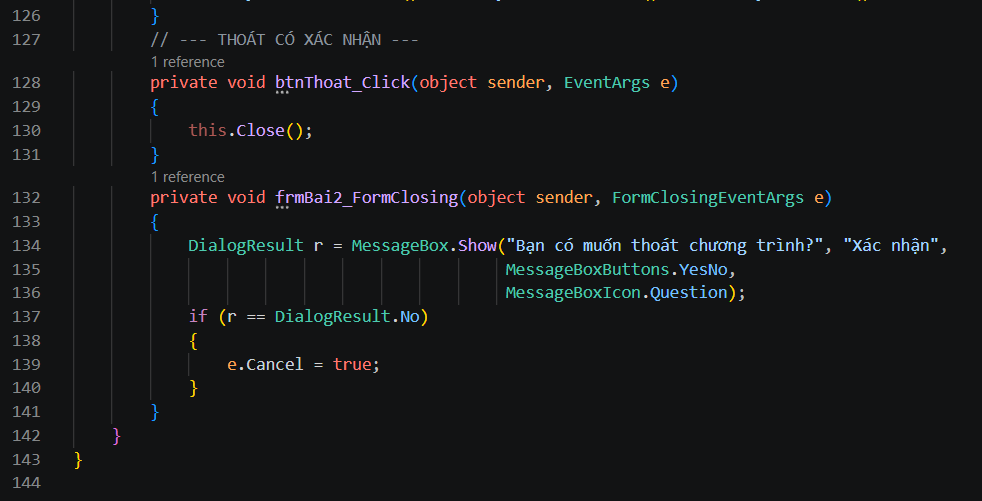 126 }
127 // --- THOÁT CÓ XÁC NHẬN ---
1 reference
128 private void btnThoat_Click(object sender, EventArgs e)
129 {
130 this.Close();
131 }
1 reference
132 private void frmBai2_FormClosing(object sender, FormClosingEventArgs e)
133 {
134 DialogResult r = MessageBox.Show("Bạn có muốn thoát chương trình?", "Xác nhận",
135 MessageBoxButtons.YesNo,
136 MessageBoxIcon.Question);
137 if (r == DialogResult.No)
138 {
139 e.Cancel = true;
140 }
141 }
142 }
143 }
144